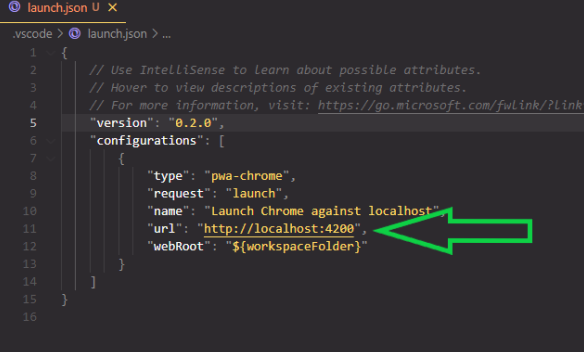 launch.json U ×
.vscode > launch.json > ...
1 {
2 // Use IntelliSense to learn about possible attributes.
3 // Hover to view descriptions of existing attributes.
4 // For more information, visit: https://go.microsoft.com/fwlink/?link
5 "version": "0.2.0",
6 "configurations": [
7 {
8 "type": "pwa-chrome",
9 "request": "launch",
10 "name": "Launch Chrome against localhost",
11 "url": "http://localhost:4200",
12 "webRoot": "${workspaceFolder}"
13 }
14 ]
15 }
16